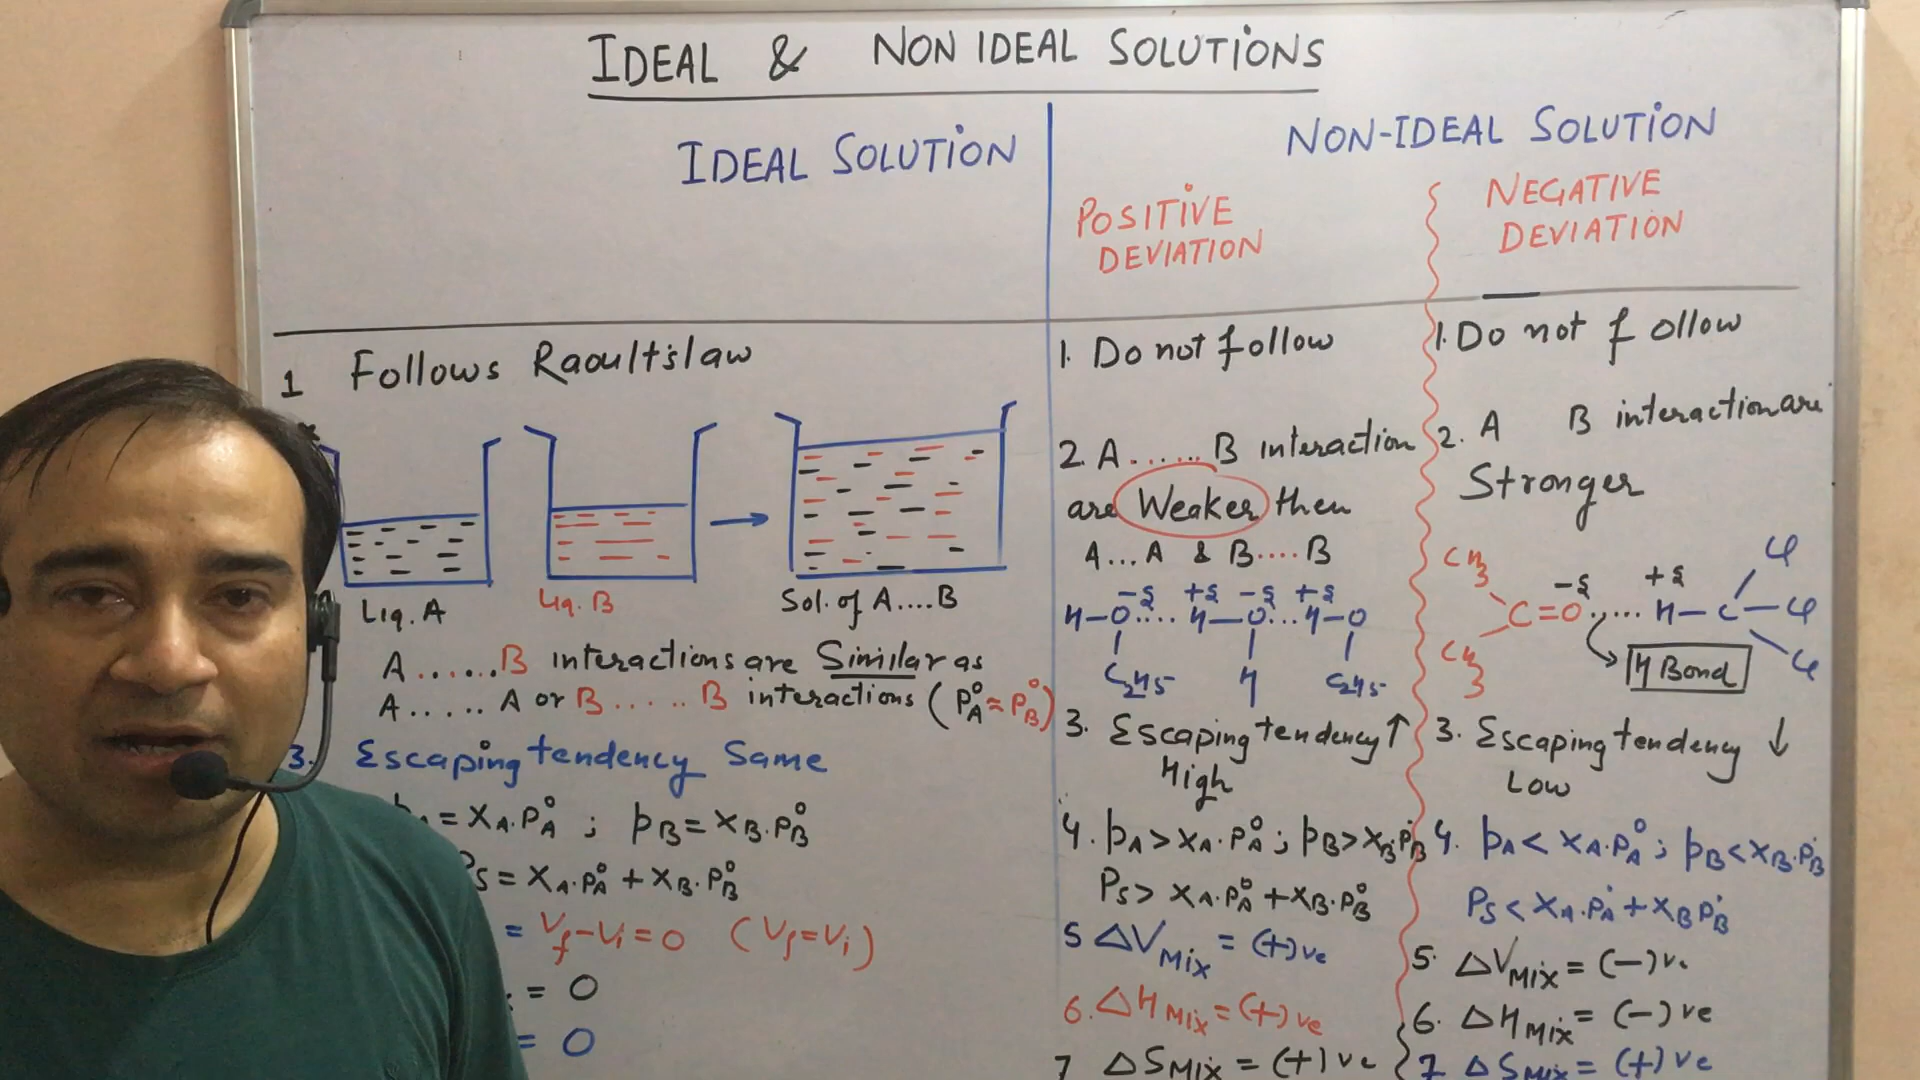 IDEAL & NON IDEAL SOLUTIONS
IDEAL SOLUTION
1 Follows Raoult's law
Liq. A
Liq. B
Sol. of A....B
A......B interactions are Similar as
A..... A or B...... B interactions (P°A ≈ P°B)
3. Escaping tendency Same
= XA.P°A ; pB = XB.P°B
PS = XA.P°A + XB.P°B
= Vf-Vi = 0 (Vf=Vi)
= 0
= 0
NON-IDEAL SOLUTION
POSITIVE
DEVIATION
1. Do not follow
2. A...... B interaction
are Weaker then
A...A & B....B
-δ +δ -δ +δ
H-O.... H-O...H-O
C2H5 H C2H5
3. Escaping tendency ↑
High
4. pA > XA.P°A ; pB > XB.P°B
PS > XA.P°A + XB.P°B
5 ΔVMix = (+)ve
6. ΔHMix = (+)ve
7 ΔSMix = (+)ve
NEGATIVE
DEVIATION
1. Do not follow
2. A B interaction are
Stronger
CH3 -δ +δ Cl
C=O..... H-C-Cl
CH3 Cl
H Bond
3. Escaping tendency ↓
Low
4. pA < XA.P°A ; pB < XB.P°B
PS < XA.P°A + XB P°B
5. ΔVMix = (-)ve
6. ΔHMix = (-)ve
7 ΔSMix = (+)ve